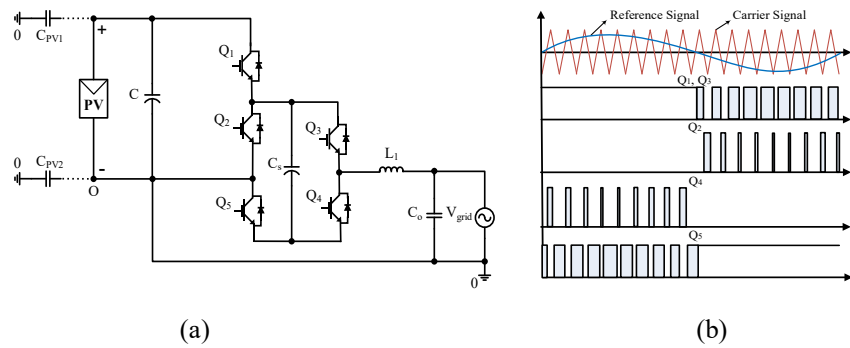 0
C_PV1
+
PV
C
Q1
Q2
Q3
Cs
L1
0
C_PV2
-
O
Q5
Q4
Co
Vgrid
0
(a)
Reference Signal
Carrier Signal
Q1, Q3
Q2
Q4
Q5
(b)